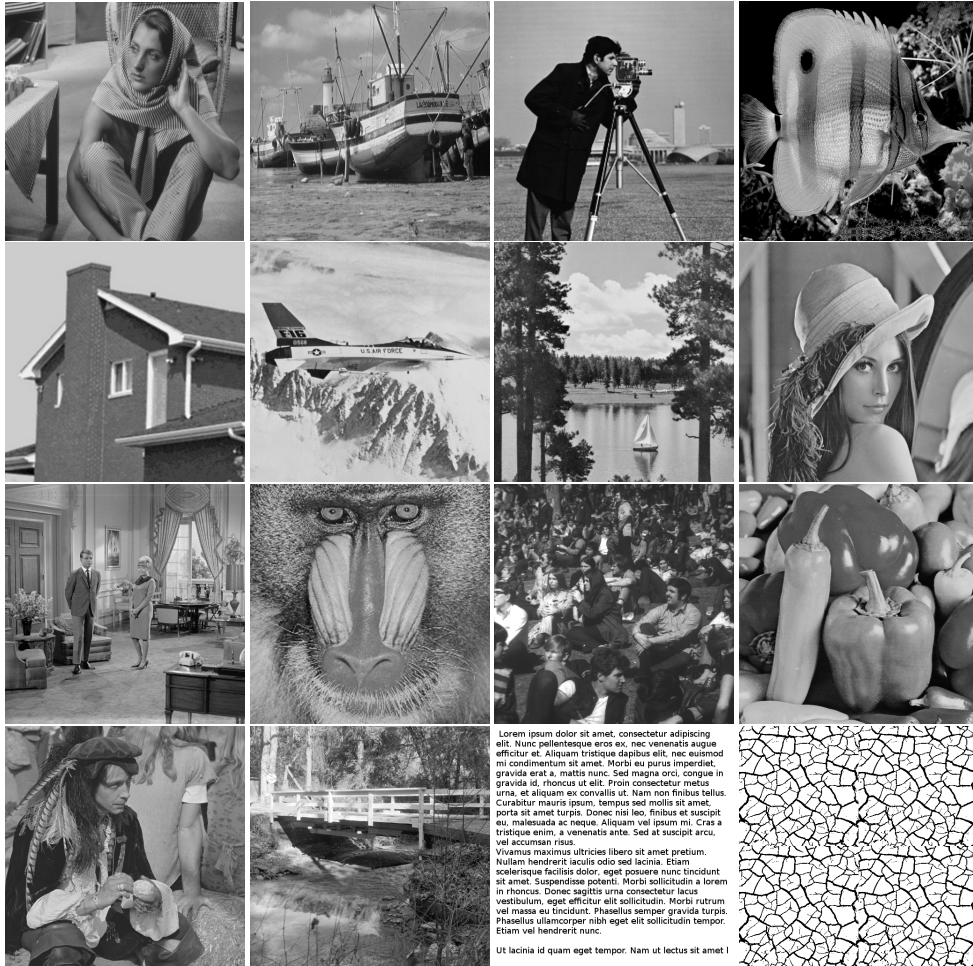 F-16
01568
U.S. AIR FORCE
Lorem ipsum dolor sit amet, consectetur adipiscing
elit. Nunc pellentesque eros ex, nec venenatis augue
efficitur et. Aliquam tristique dapibus elit, nec euismod
mi condimentum sit amet. Morbi eu purus imperdiet,
gravida erat a, mattis nunc. Sed magna orci, congue in
gravida id, rhoncus ut elit. Proin consectetur metus
urna, et aliquam ex convallis ut. Nam non finibus tellus.
Curabitur mauris ipsum, tempus sed mollis sit amet,
porta sit amet turpis. Donec nisi leo, finibus et suscipit
eu, malesuada ac neque. Aliquam vel ipsum mi. Cras a
tristique enim, a venenatis ante. Sed at suscipit arcu,
vel accumsan risus.
Vivamus maximus ultricies libero sit amet pretium.
Nullam hendrerit iaculis odio sed lacinia. Etiam
scelerisque facilisis dolor, eget posuere nunc tincidunt
sit amet. Suspendisse potenti. Morbi sollicitudin a lorem
in rhoncus. Donec sagittis urna consectetur lacus
vestibulum, eget efficitur elit sollicitudin. Morbi rutrum
vel massa eu tincidunt. Phasellus semper gravida turpis.
Phasellus ullamcorper nibh eget elit sollicitudin tempor.
Etiam vel hendrerit nunc.
Ut lacinia id quam eget tempor. Nam ut lectus sit amet l